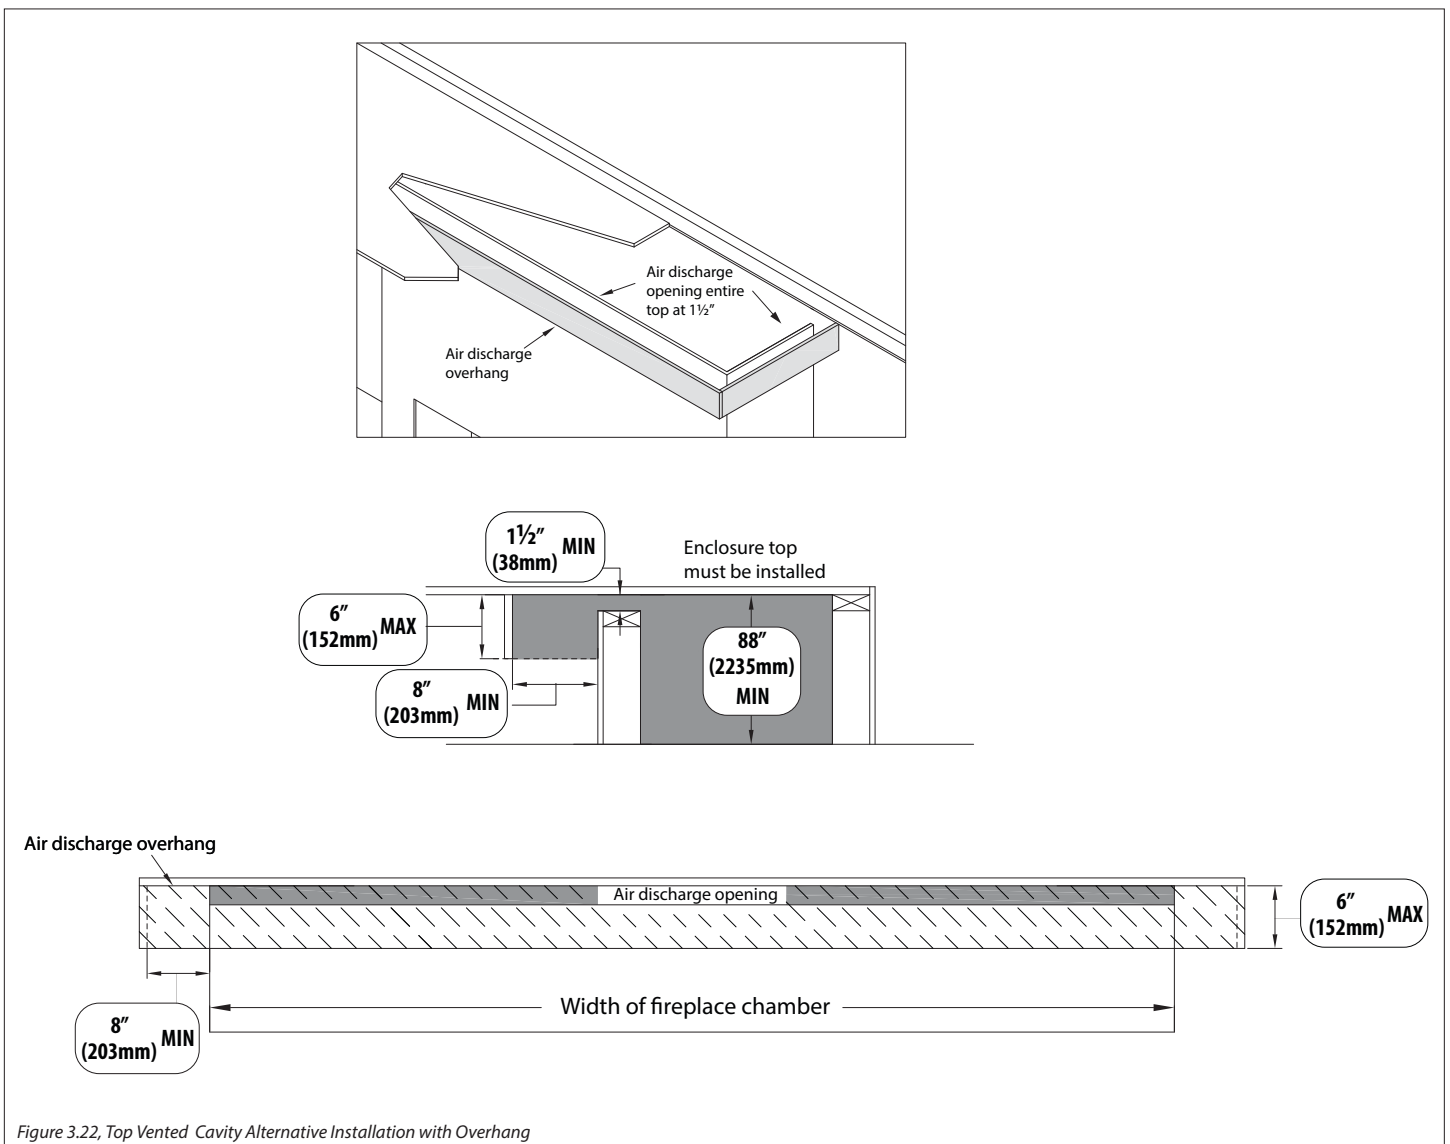 Air discharge
opening entire
top at 1½”
Air discharge
overhang
1½”
(38mm) MIN
Enclosure top
must be installed
6”
(152mm) MAX
88”
(2235mm)
MIN
8”
(203mm) MIN
Air discharge overhang
Air discharge opening
6”
(152mm) MAX
Width of fireplace chamber
8”
(203mm) MIN
Figure 3.22, Top Vented Cavity Alternative Installation with Overhang